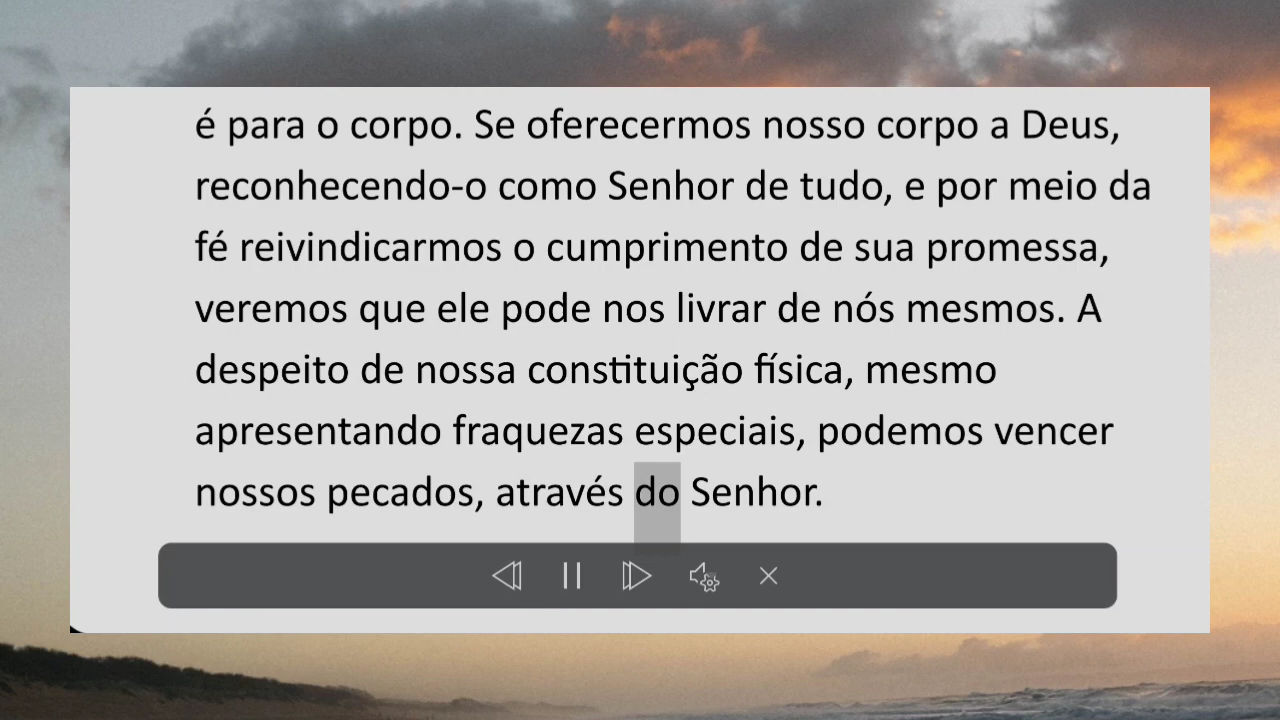 é para o corpo. Se oferecermos nosso corpo a Deus,
reconhecendo-o como Senhor de tudo, e por meio da
fé reivindicarmos o cumprimento de sua promessa,
veremos que ele pode nos livrar de nós mesmos. A
despeito de nossa constituição física, mesmo
apresentando fraquezas especiais, podemos vencer
nossos pecados, através do Senhor.